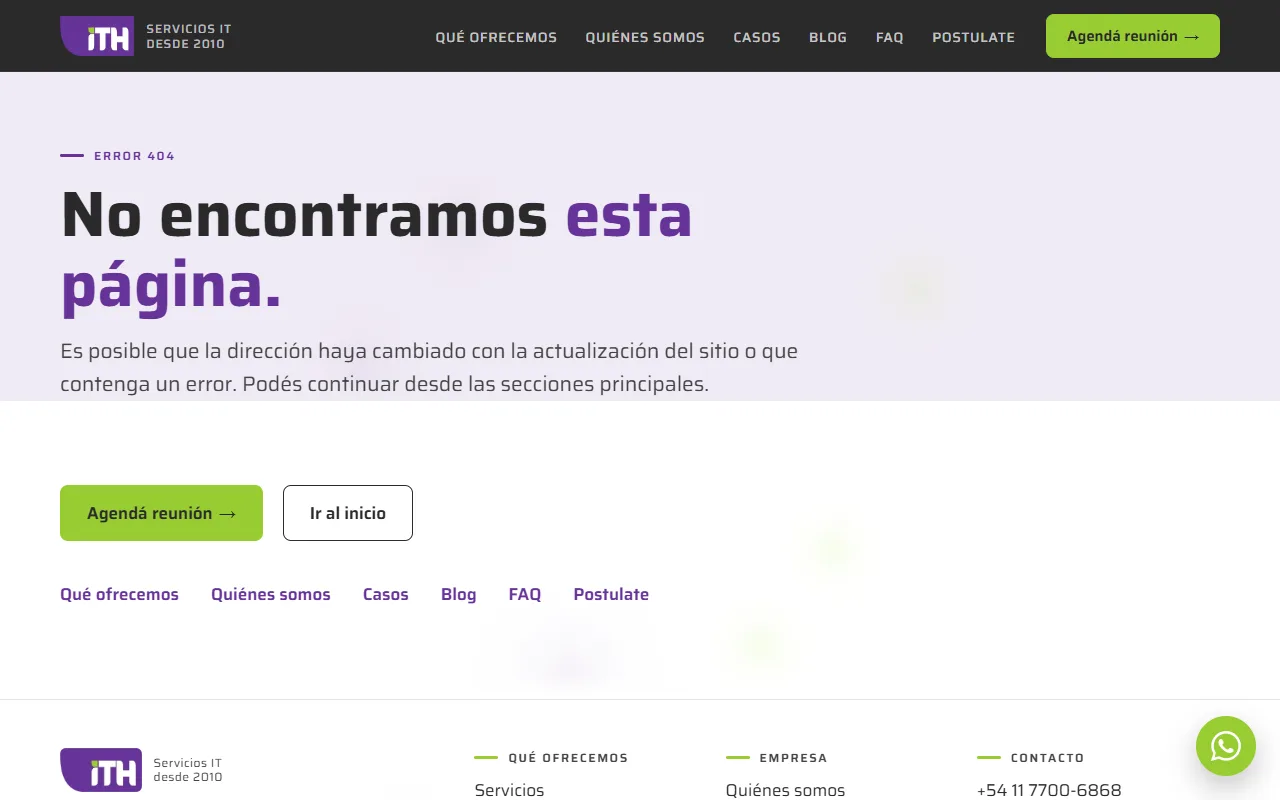 iTH
SERVICIOS IT
DESDE 2010
QUÉ OFRECEMOS
QUIÉNES SOMOS
CASOS
BLOG
FAQ
POSTULATE
Agendá reunión →
ERROR 404
No encontramos esta
página.
Es posible que la dirección haya cambiado con la actualización del sitio o que
contenga un error. Podés continuar desde las secciones principales.
Agendá reunión →
Ir al inicio
Qué ofrecemos
Quiénes somos
Casos
Blog
FAQ
Postulate
iTH
Servicios IT
desde 2010
QUÉ OFRECEMOS
Servicios
EMPRESA
Quiénes somos
CONTACTO
+54 11 7700-6868